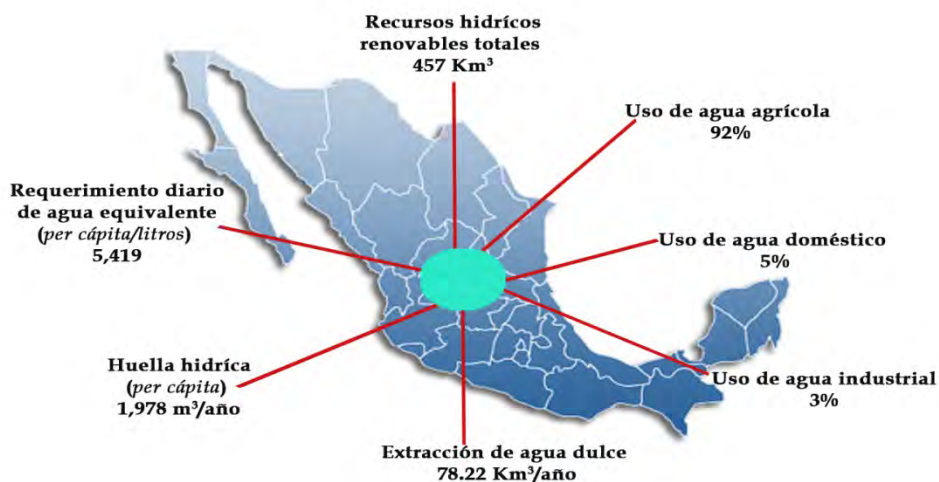 Recursos hidrícos
renovables totales
457 Km³
Uso de agua agrícola
92%
Requerimiento diario
de agua equivalente
(per cápita/litros)
5,419
Uso de agua doméstico
5%
Huella hidríca
(per cápita)
1,978 m³/año
Uso de agua industrial
3%
Extracción de agua dulce
78.22 Km³/año